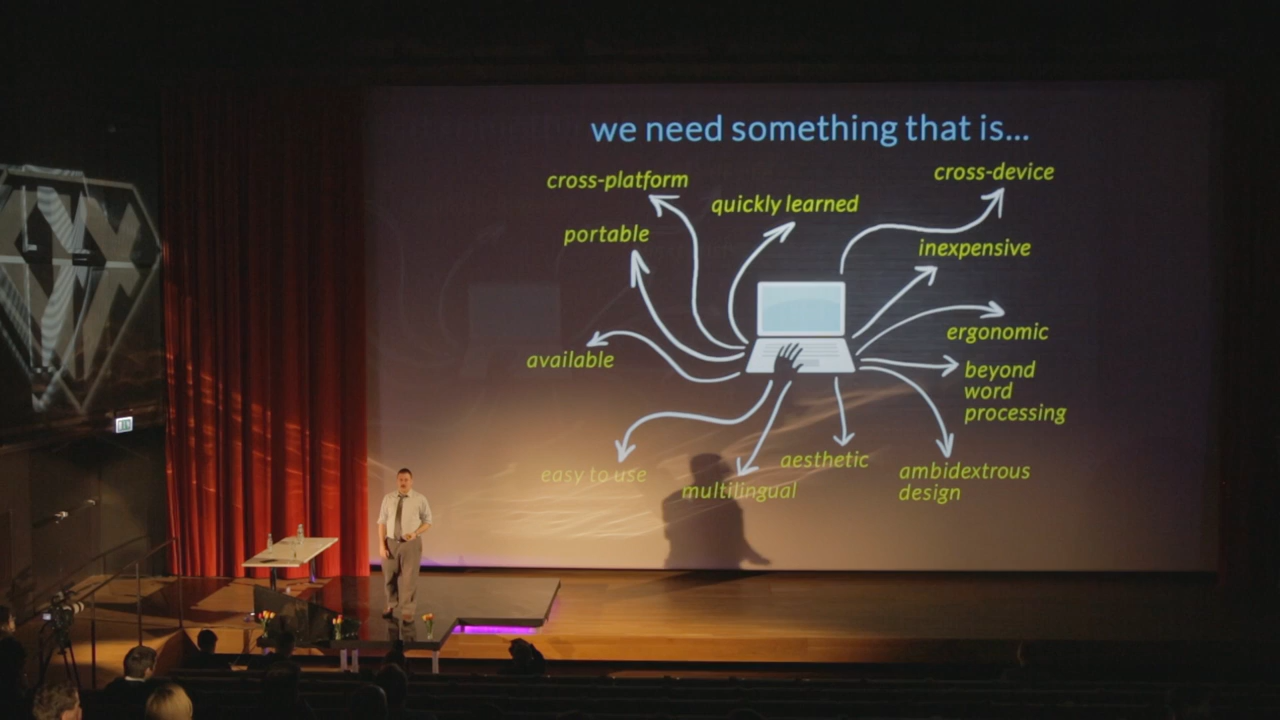 we need something that is...
cross-platform
quickly learned
cross-device
portable
inexpensive
available
ergonomic
beyond
word
processing
easy to use
multilingual
aesthetic
ambidextrous
design